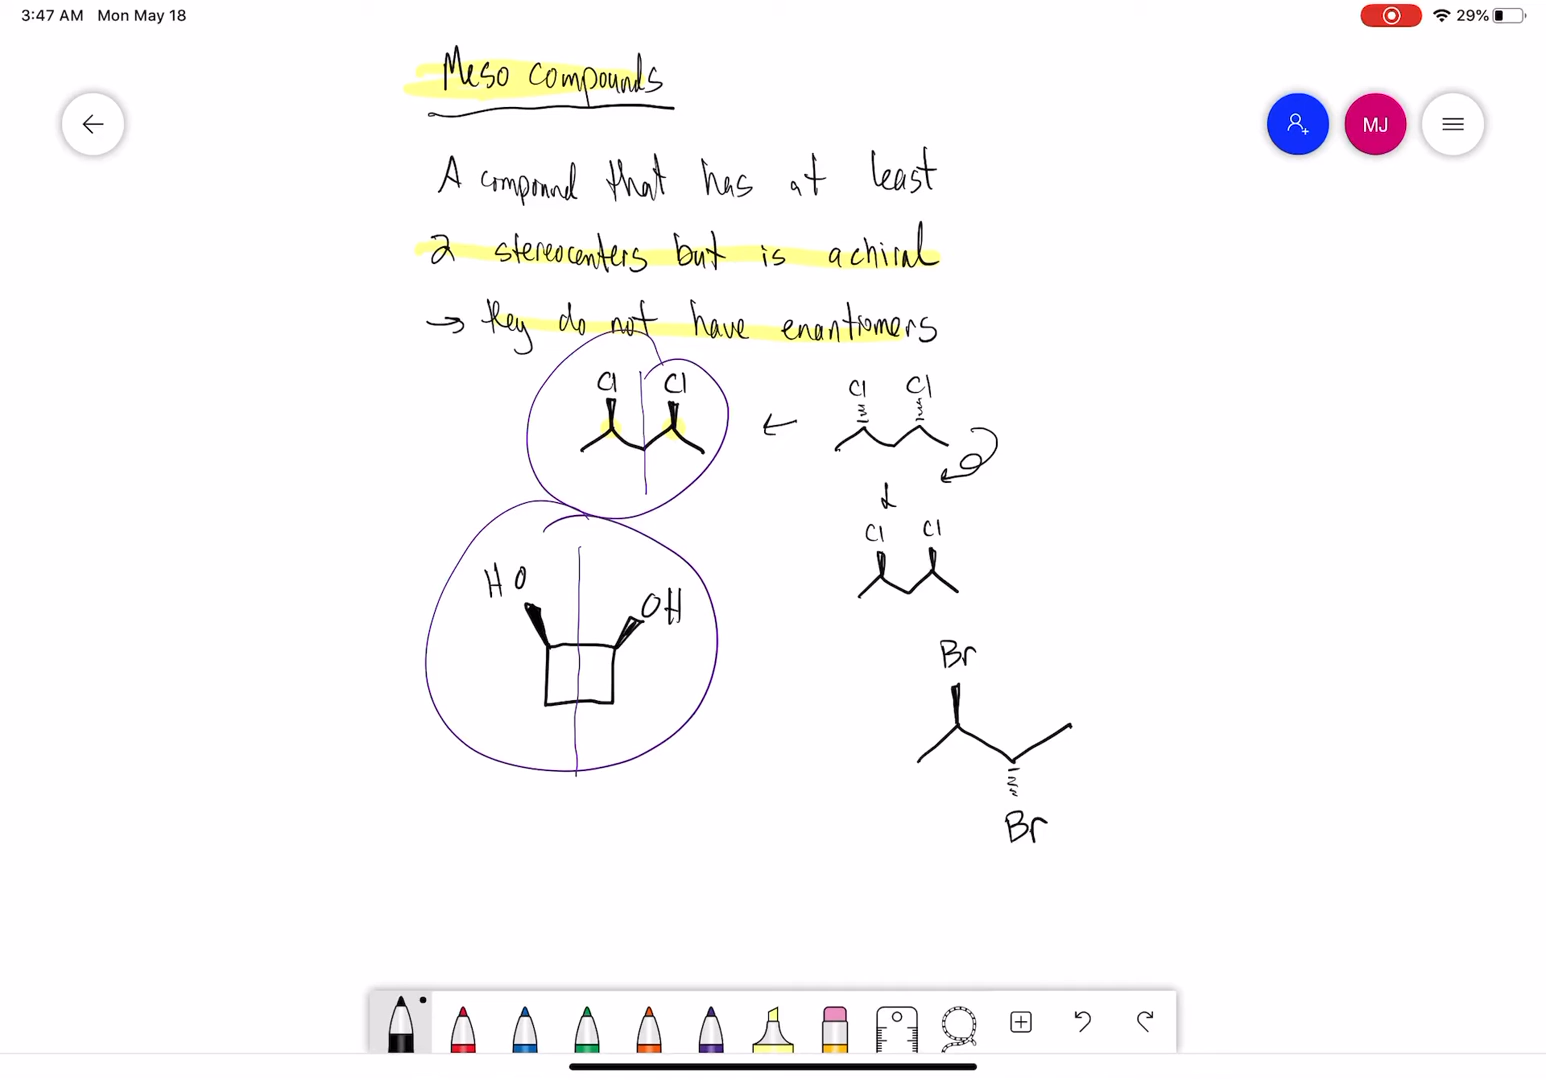 3:47 AM Mon May 18
29%
MJ
Meso compounds
A compound that has at least
2 stereocenters but is achiral
→ they do not have enantiomers
Cl Cl
Cl Cl
Cl Cl
HO
OH
Br
Br